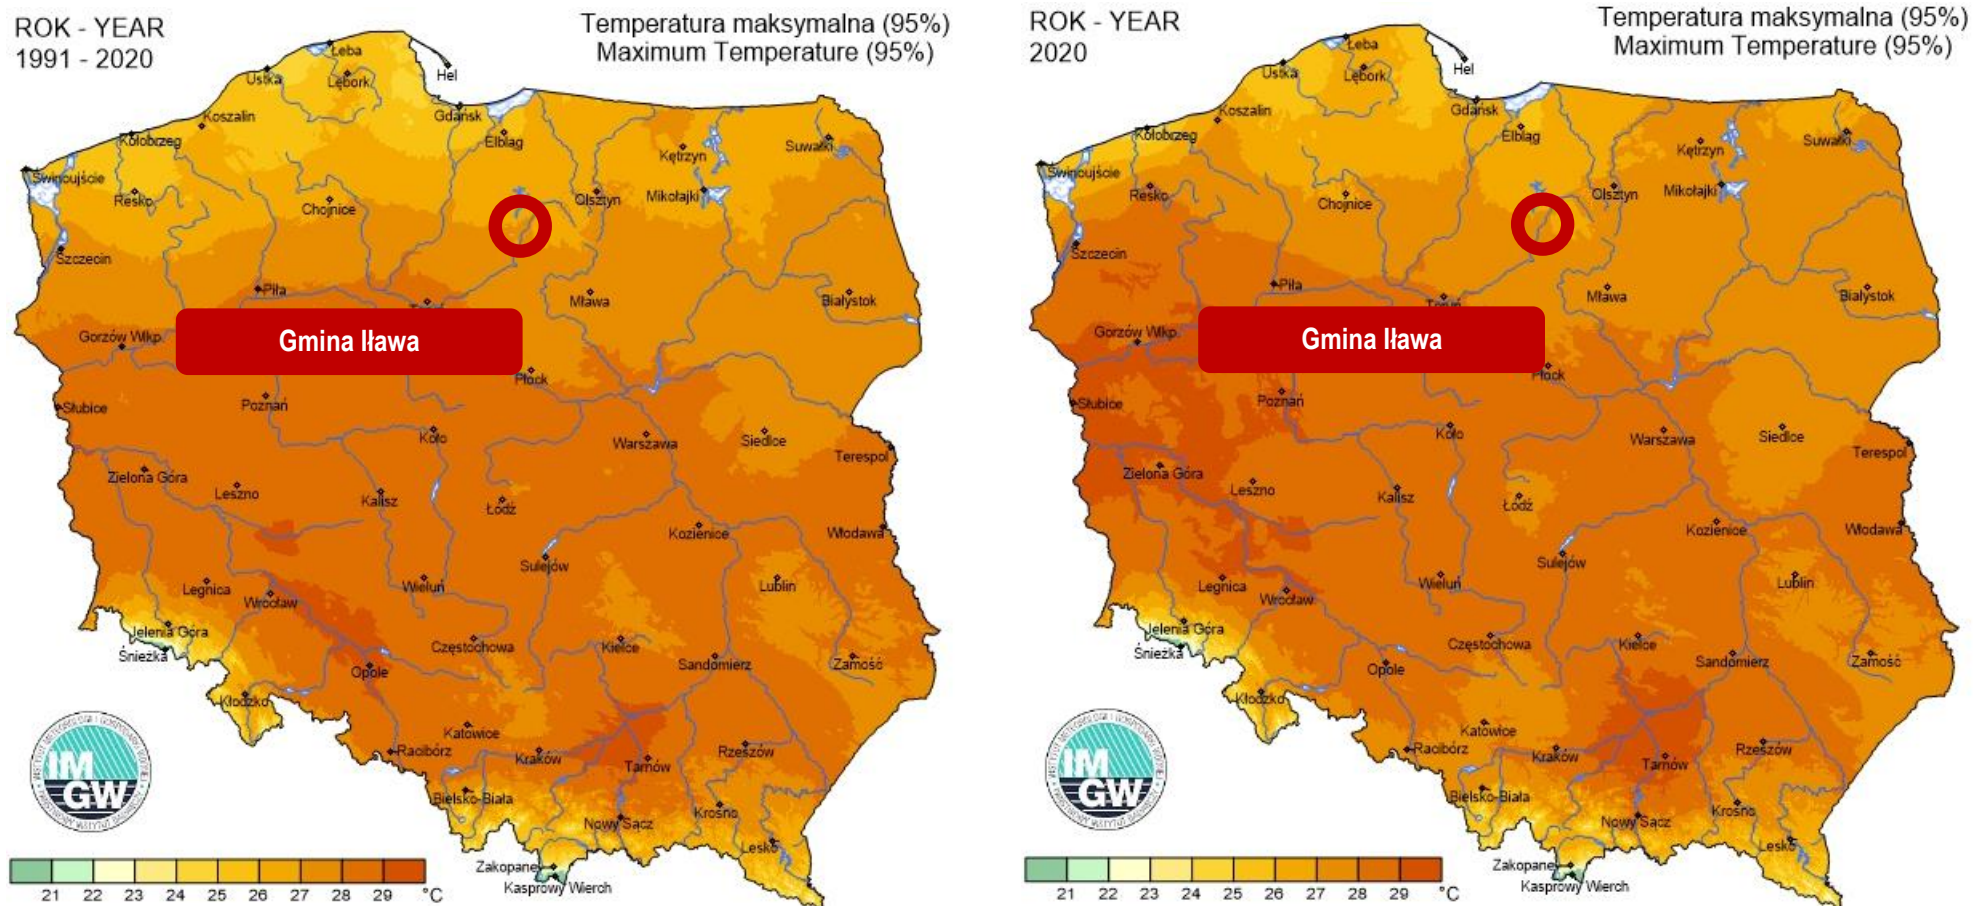 ROK - YEAR
1991 - 2020
Temperatura maksymalna (95%)
Maximum Temperature (95%)
Łeba
Hel
Ustka
Lębork
Gdańsk
Koszalin
Elbląg
Kołobrzeg
Kętrzyn
Suwałki
Świnoujście
Resko
Chojnice
Olsztyn
Mikołajki
Szczecin
Piła
Mława
Białystok
Gorzów Wlkp.
Gmina Iława
Płock
Słubice
Poznań
Koło
Warszawa
Siedlce
Terespol
Zielona Góra
Leszno
Kalisz
Łódź
Kozienice
Włodawa
Sulejów
Legnica
Wrocław
Wieluń
Lublin
Jelenia Góra
Śnieżka
Częstochowa
Kielce
Sandomierz
Zamość
Opole
Kłodzko
Katowice
Racibórz
Kraków
Tarnów
Rzeszów
IM
GW
Bielsko-Biała
Nowy Sącz
Krosno
Lesko
Zakopane
Kasprowy Wierch
21 22 23 24 25 26 27 28 29 °C
ROK - YEAR
2020
Temperatura maksymalna (95%)
Maximum Temperature (95%)
Łeba
Hel
Ustka
Lębork
Gdańsk
Koszalin
Elbląg
Kołobrzeg
Kętrzyn
Suwałki
Świnoujście
Resko
Chojnice
Olsztyn
Mikołajki
Szczecin
Piła
Mława
Białystok
Toruń
Gorzów Wlkp.
Gmina Iława
Płock
Słubice
Poznań
Koło
Warszawa
Siedlce
Terespol
Zielona Góra
Leszno
Kalisz
Łódź
Kozienice
Włodawa
Sulejów
Legnica
Wrocław
Wieluń
Lublin
Jelenia Góra
Śnieżka
Częstochowa
Kielce
Sandomierz
Zamość
Opole
Kłodzko
Katowice
Racibórz
Kraków
Tarnów
Rzeszów
IM
GW
Bielsko-Biała
Nowy Sącz
Krosno
Lesko
Zakopane
Kasprowy Wierch
21 22 23 24 25 26 27 28 29 °C